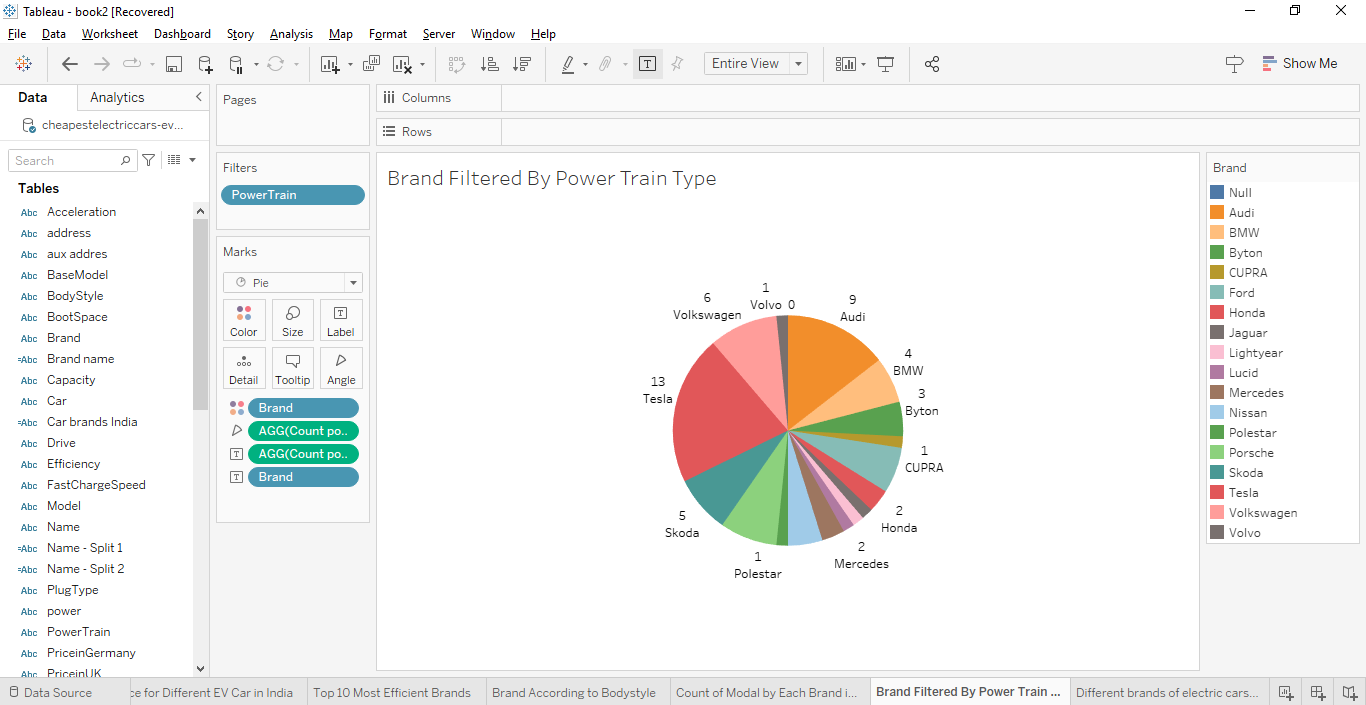 Tableau - book2 [Recovered]
File Data Worksheet Dashboard Story Analysis Map Format Server Window Help
Entire View
Show Me
Data Analytics
cheapestelectriccars-ev...
Search
Tables
Abc Acceleration
Abc address
Abc aux addres
Abc BaseModel
Abc BodyStyle
Abc BootSpace
Abc Brand
=Abc Brand name
Abc Capacity
Abc Car
=Abc Car brands India
Abc Drive
Abc Efficiency
Abc FastChargeSpeed
Abc Model
Abc Name
=Abc Name - Split 1
=Abc Name - Split 2
Abc PlugType
Abc power
Abc PowerTrain
Abc PriceinGermany
Abc PriceinUK
Pages
Filters
PowerTrain
Marks
Pie
Color Size Label
Detail Tooltip Angle
Brand
AGG(Count po..
AGG(Count po..
Brand
Columns
Rows
Brand Filtered By Power Train Type
9
Audi
4
BMW
3
Byton
1
CUPRA
2
Honda
2
Mercedes
1
Polestar
5
Skoda
13
Tesla
6
Volkswagen
1
Volvo
0
Brand
Null
Audi
BMW
Byton
CUPRA
Ford
Honda
Jaguar
Lightyear
Lucid
Mercedes
Nissan
Polestar
Porsche
Skoda
Tesla
Volkswagen
Volvo
Data Source
ce for Different EV Car in India
Top 10 Most Efficient Brands
Brand According to Bodystyle
Count of Modal by Each Brand i...
Brand Filtered By Power Train ...
Different brands of electric cars...